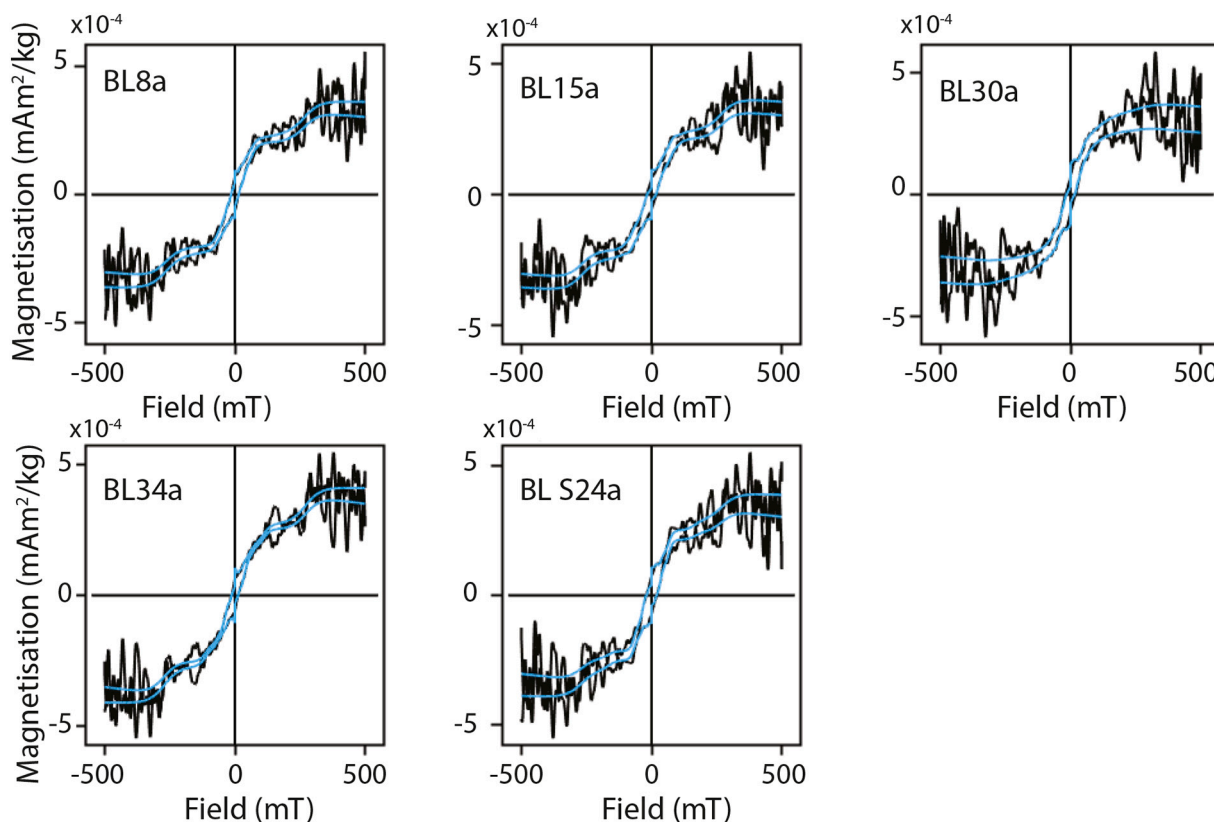 x10⁻⁴
x10⁻⁴
x10⁻⁴
Magnetisation (mAm²/kg)
5
0
-5
BL8a
-500
0
500
Field (mT)
5
0
-5
BL15a
-500
0
500
Field (mT)
5
0
-5
BL30a
-500
0
500
Field (mT)
x10⁻⁴
x10⁻⁴
Magnetisation (mAm²/kg)
5
0
-5
BL34a
-500
0
500
Field (mT)
5
0
-5
BL S24a
-500
0
500
Field (mT)